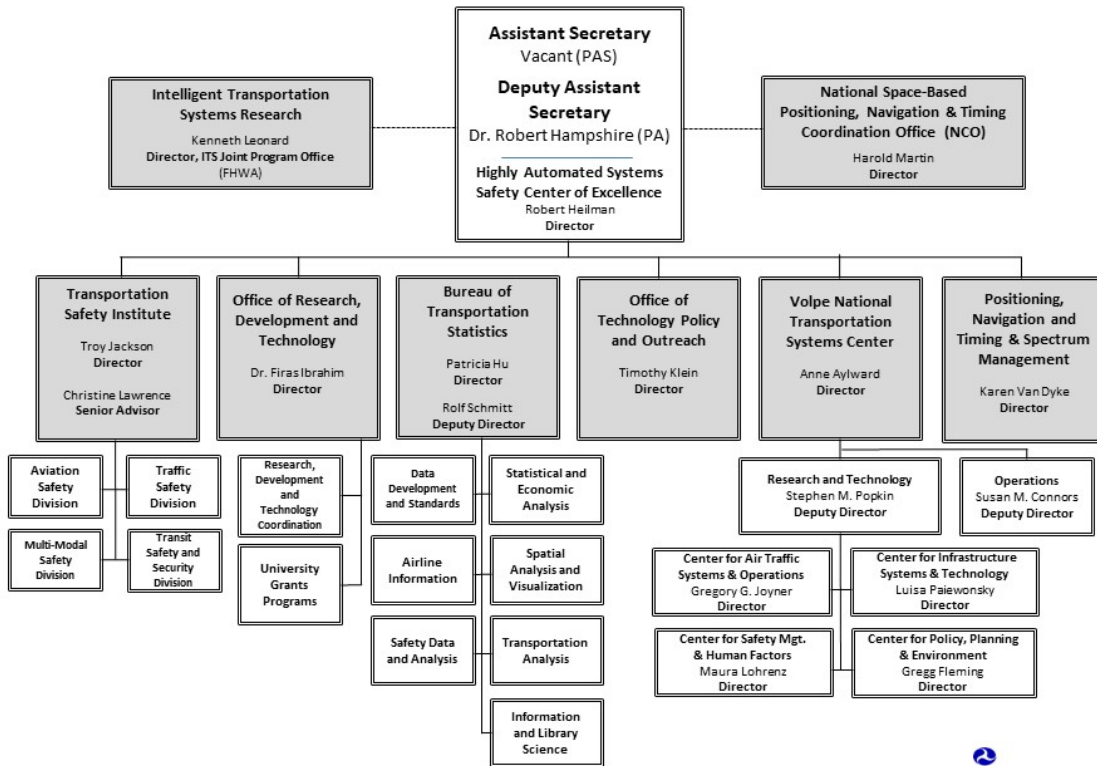 Assistant Secretary
Vacant (PAS)
Deputy Assistant
Secretary
Dr. Robert Hampshire (PA)
Highly Automated Systems
Safety Center of Excellence
Robert Heilman
Director
Intelligent Transportation
Systems Research
Kenneth Leonard
Director, ITS Joint Program Office
(FHWA)
National Space-Based
Positioning, Navigation & Timing
Coordination Office (NCO)
Harold Martin
Director
Transportation
Safety Institute
Troy Jackson
Director
Christine Lawrence
Senior Advisor
Office of Research,
Development and
Technology
Dr. Firas Ibrahim
Director
Bureau of
Transportation
Statistics
Patricia Hu
Director
Rolf Schmitt
Deputy Director
Office of
Technology Policy
and Outreach
Timothy Klein
Director
Volpe National
Transportation
Systems Center
Anne Aylward
Director
Positioning,
Navigation and
Timing & Spectrum
Management
Karen Van Dyke
Director
Aviation
Safety
Division
Traffic
Safety
Division
Multi-Modal
Safety
Division
Transit
Safety and
Security
Division
Research,
Development
and
Technology
Coordination
University
Grants
Programs
Data
Development
and Standards
Statistical and
Economic
Analysis
Airline
Information
Spatial
Analysis and
Visualization
Safety Data
and Analysis
Transportation
Analysis
Information
and Library
Science
Research and Technology
Stephen M. Popkin
Deputy Director
Operations
Susan M. Connors
Deputy Director
Center for Air Traffic
Systems & Operations
Gregory G. Joyner
Director
Center for Infrastructure
Systems & Technology
Luisa Paiewonsky
Director
Center for Safety Mgt.
& Human Factors
Maura Lohrenz
Director
Center for Policy, Planning
& Environment
Gregg Fleming
Director